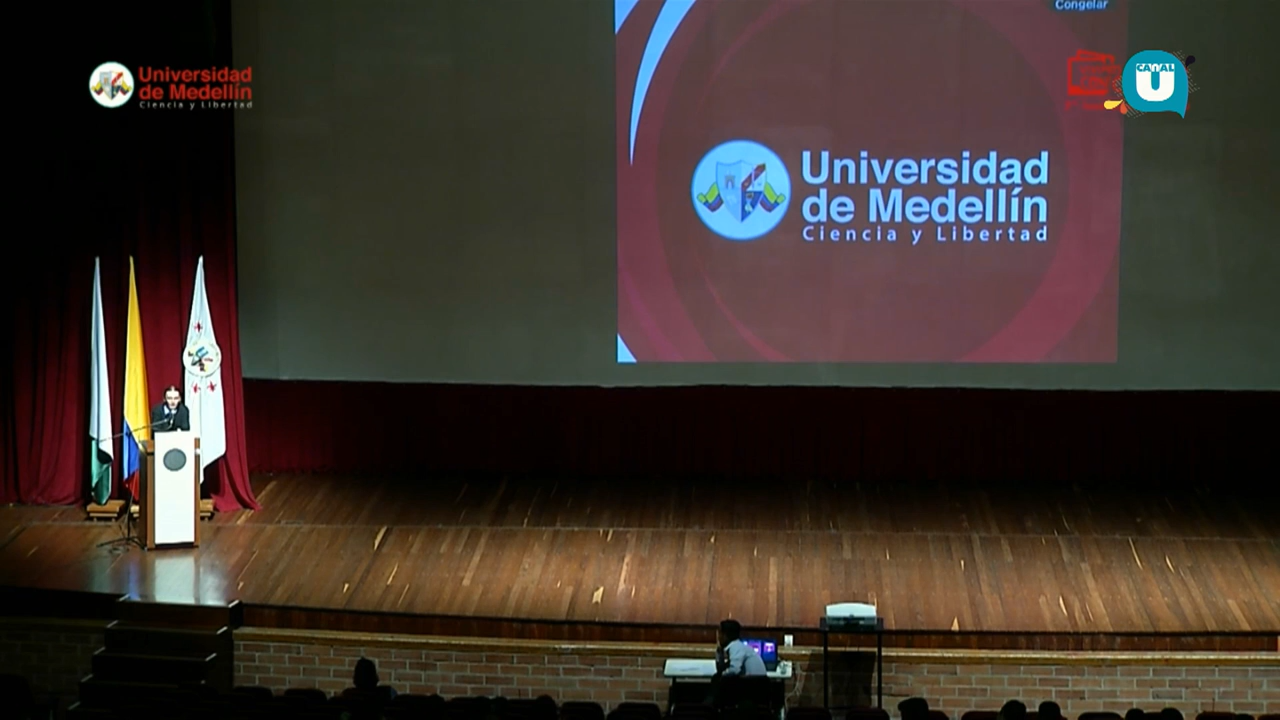 Congelar
Universidad
de Medellín
Ciencia y Libertad
CANAL
U
Universidad
de Medellín
Ciencia y Libertad